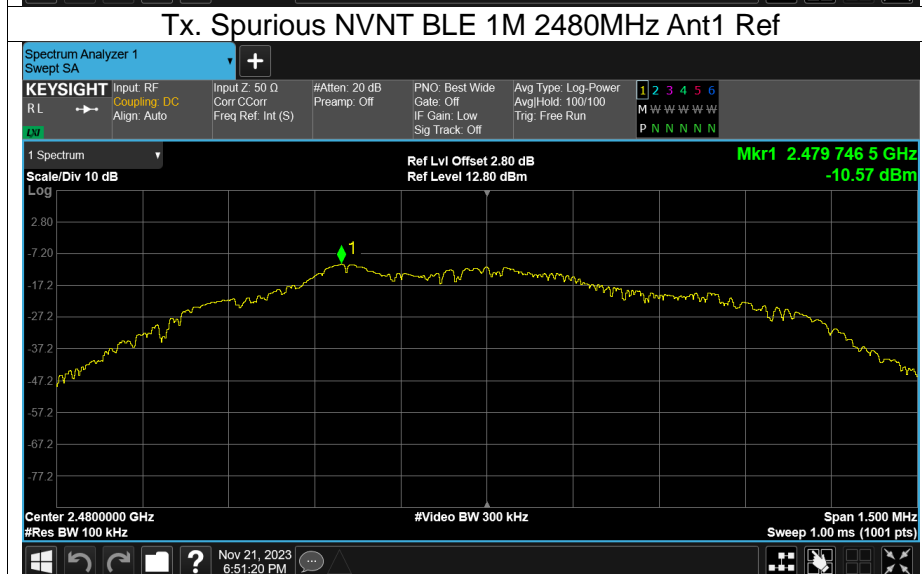 Tx. Spurious NVNT BLE 1M 2480MHz Ant1 Ref
Spectrum Analyzer 1
Swept SA
+
KEYSIGHT
RL
LXI
Input: RF
Coupling: DC
Align: Auto
Input Z: 50 Ω
Corr CCorr
Freq Ref: Int (S)
#Atten: 20 dB
Preamp: Off
PNO: Best Wide
Gate: Off
IF Gain: Low
Sig Track: Off
Avg Type: Log-Power
Avg|Hold: 100/100
Trig: Free Run
1 2 3 4 5 6
M W W W W W
P N N N N N
1 Spectrum
Scale/Div 10 dB
Log
Ref Lvl Offset 2.80 dB
Ref Level 12.80 dBm
Mkr1 2.479 746 5 GHz
-10.57 dBm
1
2.80
-7.20
-17.2
-27.2
-37.2
-47.2
-57.2
-67.2
-77.2
Center 2.4800000 GHz
#Res BW 100 kHz
#Video BW 300 kHz
Span 1.500 MHz
Sweep 1.00 ms (1001 pts)
?
Nov 21, 2023
6:51:20 PM